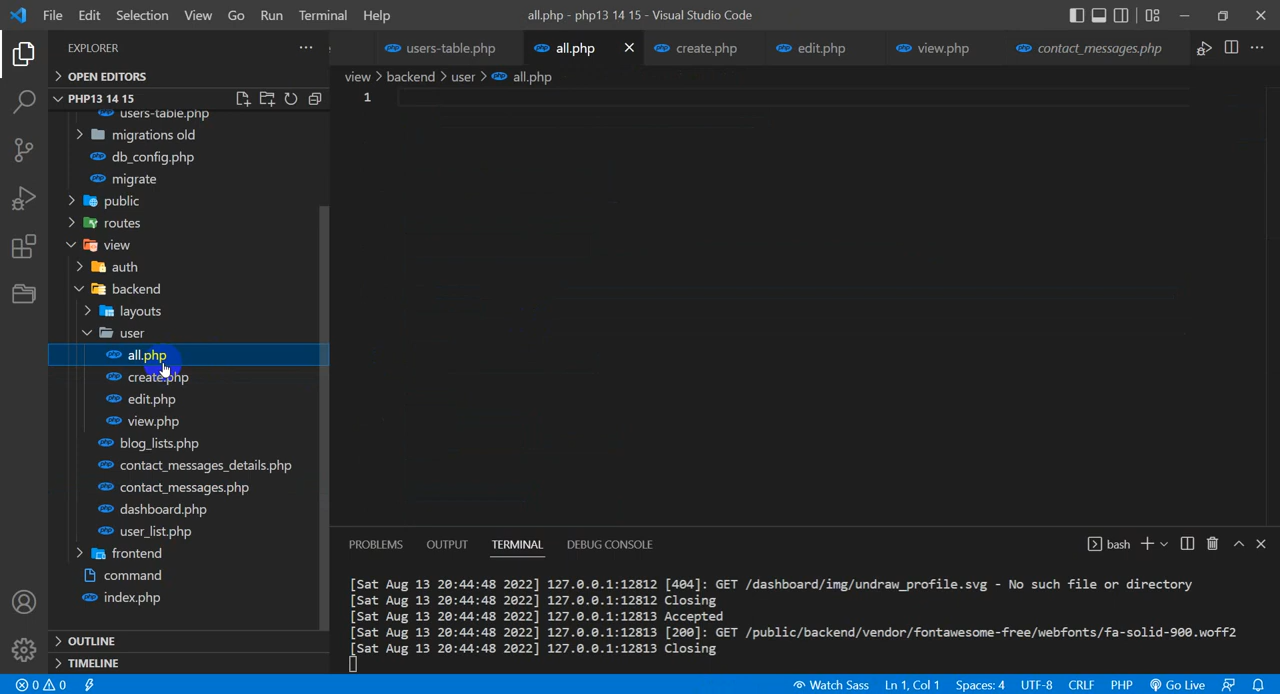 File Edit Selection View Go Run Terminal Help
all.php - php13 14 15 - Visual Studio Code
EXPLORER
users-table.php
all.php
create.php
edit.php
view.php
contact_messages.php
OPEN EDITORS
view > backend > user > all.php
PHP13 14 15
1
users-table.php
migrations old
db_config.php
migrate
public
routes
view
auth
backend
layouts
user
all.php
create.php
edit.php
view.php
blog_lists.php
contact_messages_details.php
contact_messages.php
dashboard.php
user_list.php
frontend
command
index.php
OUTLINE
TIMELINE
PROBLEMS OUTPUT TERMINAL DEBUG CONSOLE
bash
[Sat Aug 13 20:44:48 2022] 127.0.0.1:12812 [404]: GET /dashboard/img/undraw_profile.svg - No such file or directory
[Sat Aug 13 20:44:48 2022] 127.0.0.1:12812 Closing
[Sat Aug 13 20:44:48 2022] 127.0.0.1:12813 Accepted
[Sat Aug 13 20:44:48 2022] 127.0.0.1:12813 [200]: GET /public/backend/vendor/fontawesome-free/webfonts/fa-solid-900.woff2
[Sat Aug 13 20:44:48 2022] 127.0.0.1:12813 Closing
0 0
Watch Sass Ln 1, Col 1 Spaces: 4 UTF-8 CRLF PHP Go Live